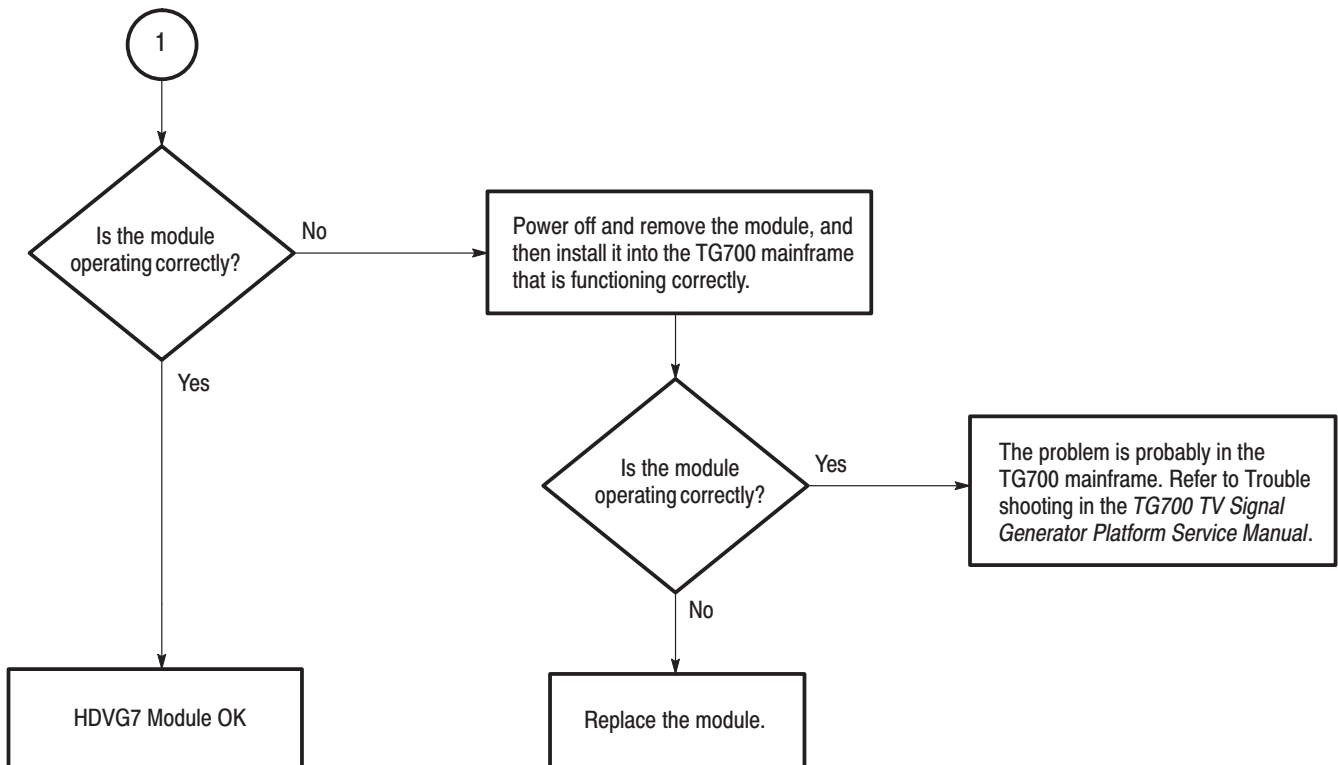 1
Is the module
operating correctly?
No
Yes
Power off and remove the module, and
then install it into the TG700 mainframe
that is functioning correctly.
Is the module
operating correctly?
Yes
No
The problem is probably in the
TG700 mainframe. Refer to Trouble
shooting in the TG700 TV Signal
Generator Platform Service Manual.
HDVG7 Module OK
Replace the module.